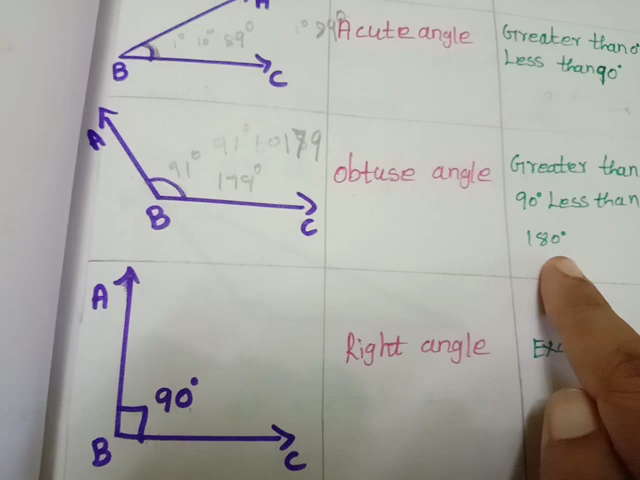 A
1° 10° 89°
B
C
Acute angle
Greater than 0
Less than 90°
A
91° to 179
91°
179°
B
C
Obtuse angle
Greater than
90° Less than
180°
A
90°
B
C
Right angle